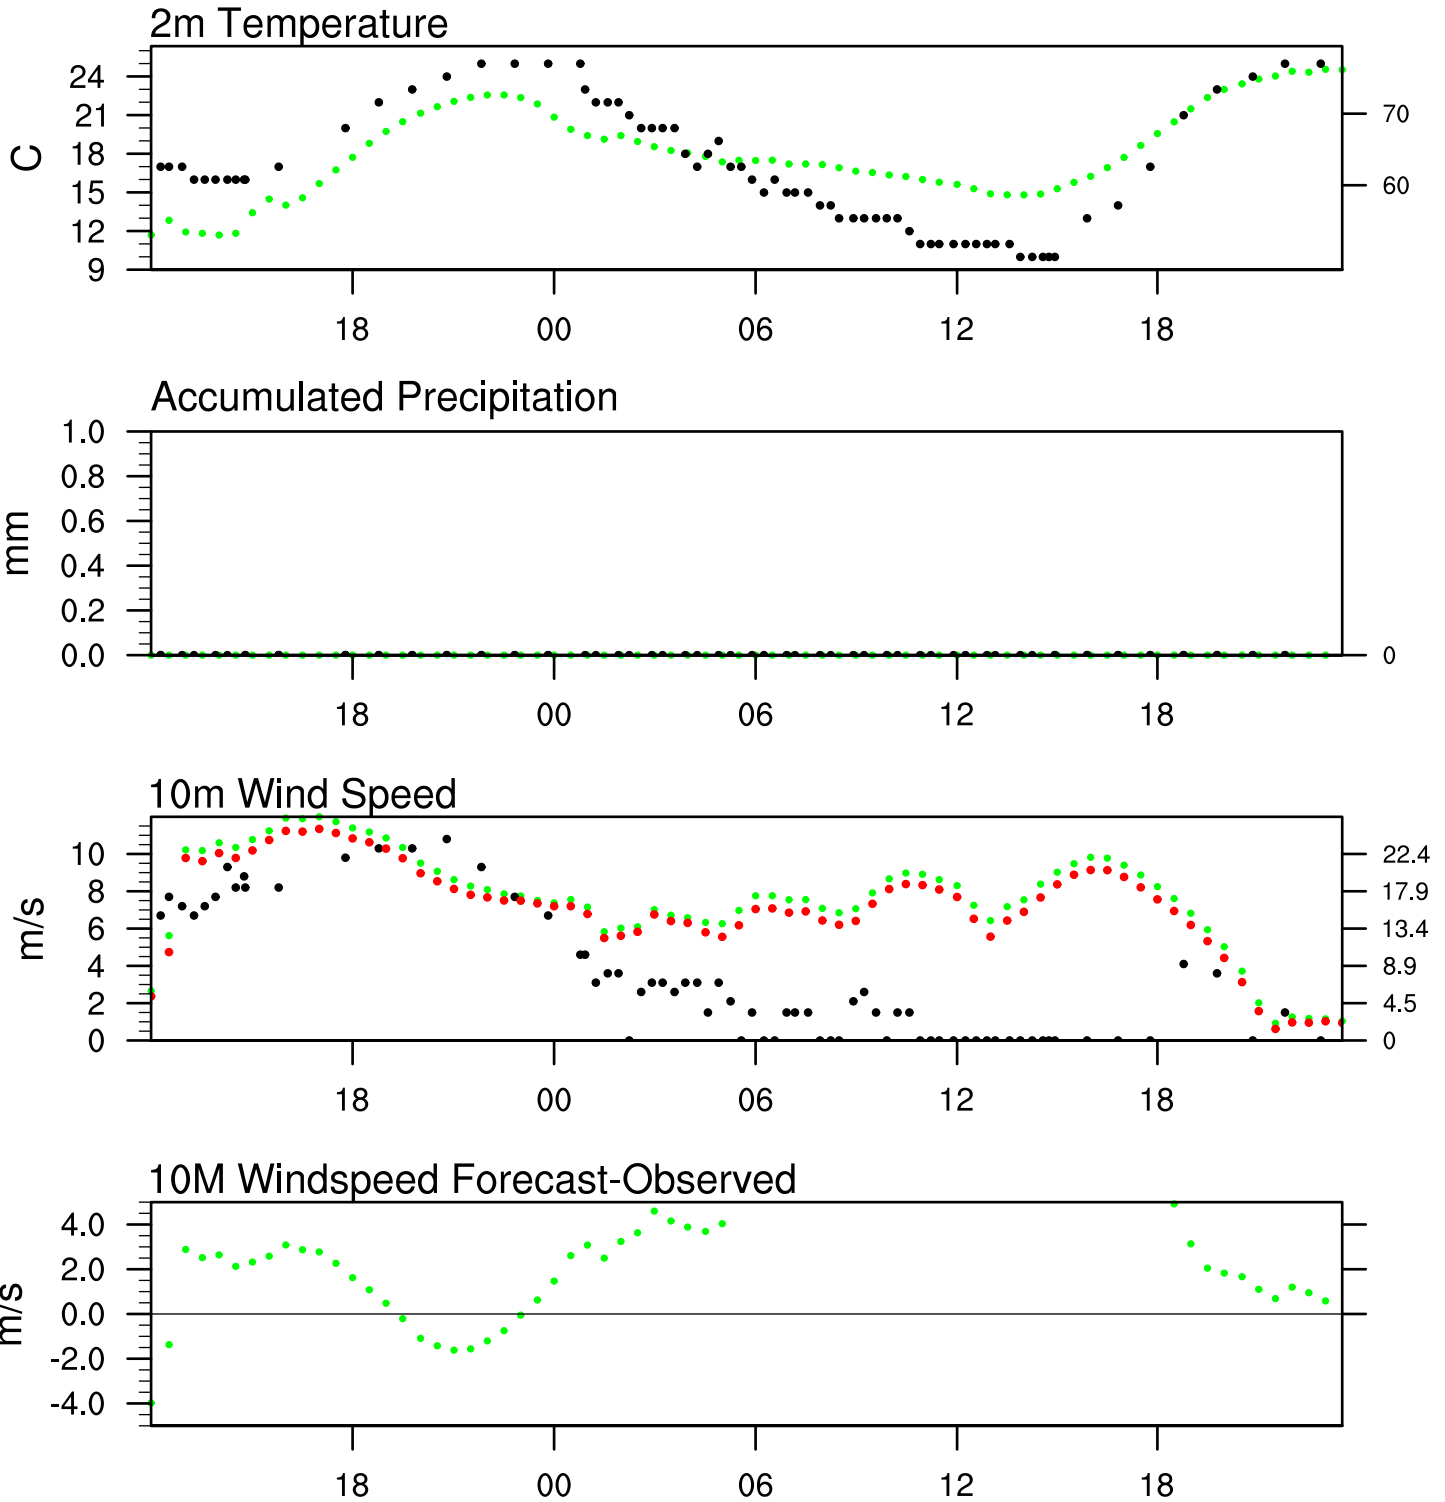 2m Temperature
24
21
18
15
12
9
C
70
60
18 00 06 12 18
Accumulated Precipitation
1.0
0.8
0.6
0.4
0.2
0.0
mm
0
18 00 06 12 18
10m Wind Speed
10
8
6
4
2
0
m/s
22.4
17.9
13.4
8.9
4.5
0
18 00 06 12 18
10M Windspeed Forecast-Observed
4.0
2.0
0.0
-2.0
-4.0
m/s
18 00 06 12 18